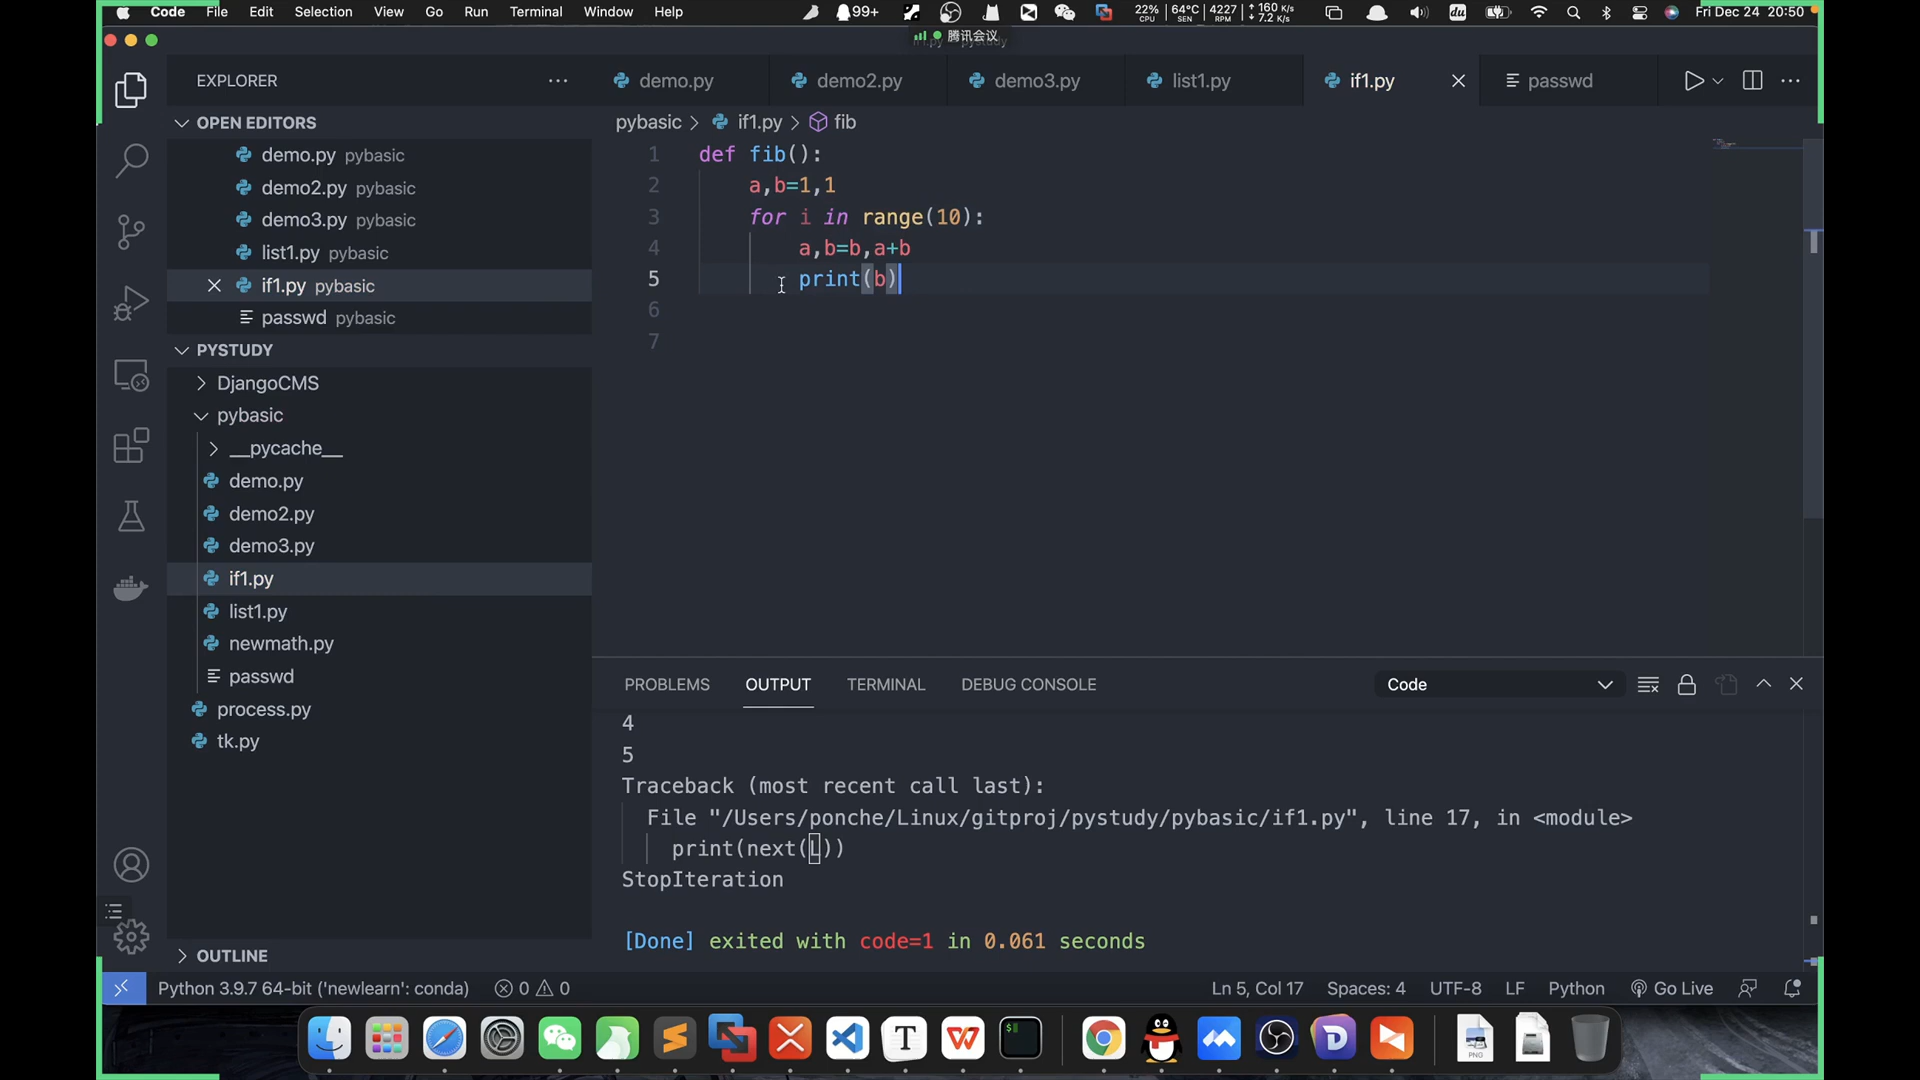 Code File Edit Selection View Go Run Terminal Window Help 99+ 22% CPU 64°C SEN 4227 RPM 160 K/s 7.2 K/s du Fri Dec 24 20:50
腾讯会议
EXPLORER
demo.py demo2.py demo3.py list1.py if1.py passwd
OPEN EDITORS
demo.py pybasic
demo2.py pybasic
demo3.py pybasic
list1.py pybasic
if1.py pybasic
passwd pybasic
PYSTUDY
DjangoCMS
pybasic
__pycache__
demo.py
demo2.py
demo3.py
if1.py
list1.py
newmath.py
passwd
process.py
tk.py
OUTLINE
pybasic > if1.py > fib
1 def fib():
2 a,b=1,1
3 for i in range(10):
4 a,b=b,a+b
5 print(b)
6
7
PROBLEMS OUTPUT TERMINAL DEBUG CONSOLE Code
4
5
Traceback (most recent call last):
File "/Users/ponche/Linux/gitproj/pystudy/pybasic/if1.py", line 17, in <module>
print(next(L))
StopIteration
[Done] exited with code=1 in 0.061 seconds
Python 3.9.7 64-bit ('newlearn': conda) 0 0 Ln 5, Col 17 Spaces: 4 UTF-8 LF Python Go Live
PNG